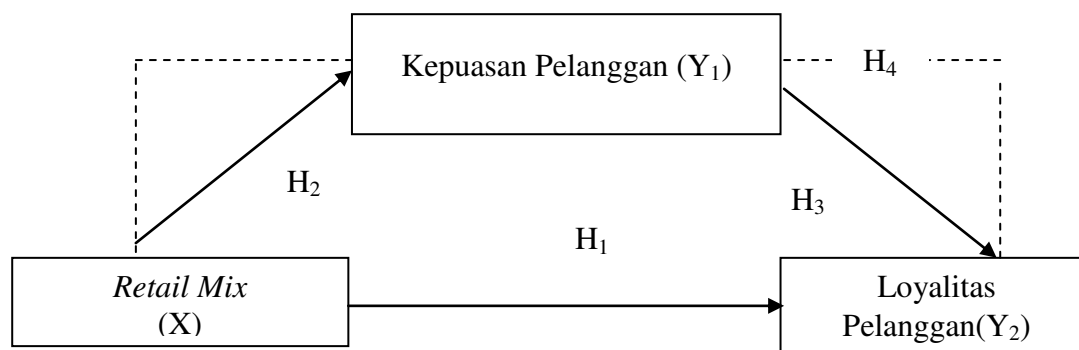 Kepuasan Pelanggan (Y₁)
H₄
H₂
H₃
H₁
Retail Mix
(X)
Loyalitas
Pelanggan(Y₂)